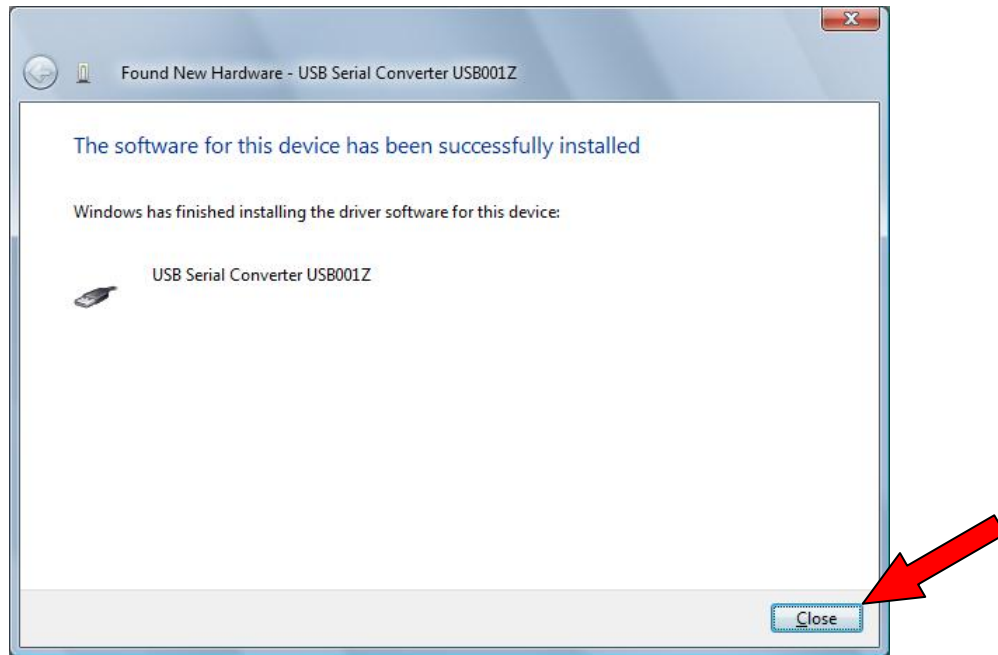 Found New Hardware - USB Serial Converter USB001Z
The software for this device has been successfully installed
Windows has finished installing the driver software for this device:
USB Serial Converter USB001Z
Close